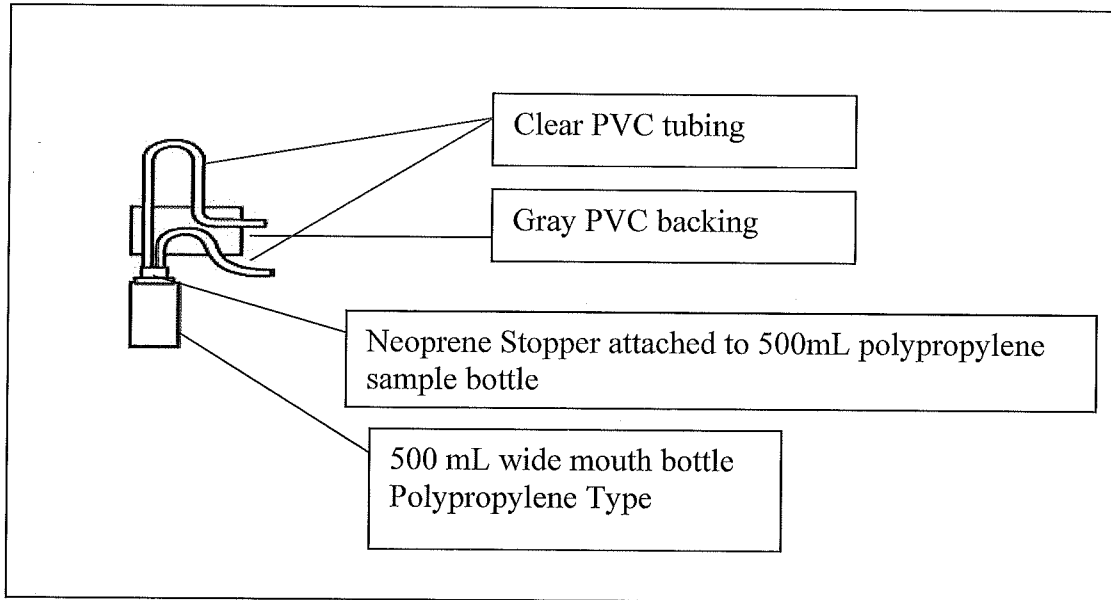 Clear PVC tubing
Gray PVC backing
Neoprene Stopper attached to 500mL polypropylene
sample bottle
500 mL wide mouth bottle
Polypropylene Type